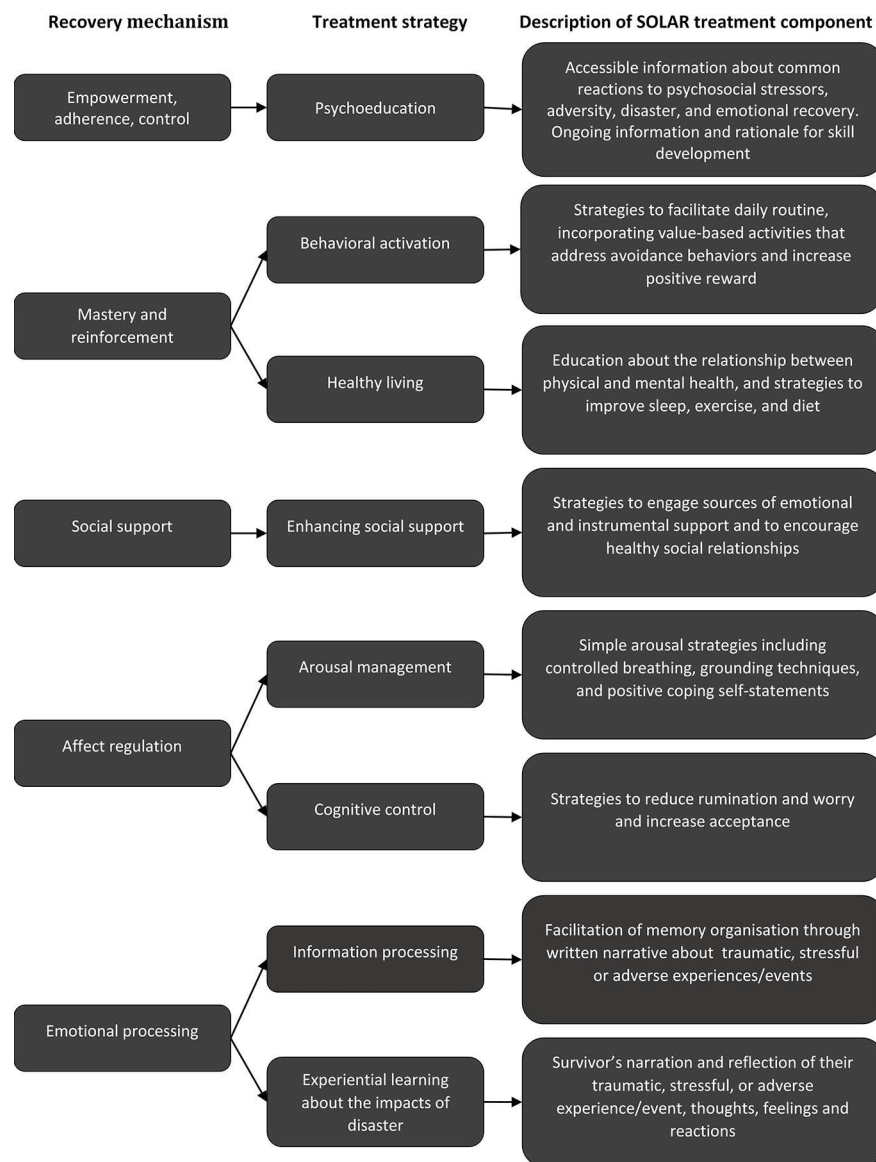 Recovery mechanism
Treatment strategy
Description of SOLAR treatment component
Empowerment,
adherence, control
Psychoeducation
Accessible information about common
reactions to psychosocial stressors,
adversity, disaster, and emotional recovery.
Ongoing information and rationale for skill
development
Mastery and
reinforcement
Behavioral activation
Strategies to facilitate daily routine,
incorporating value-based activities that
address avoidance behaviors and increase
positive reward
Healthy living
Education about the relationship between
physical and mental health, and strategies to
improve sleep, exercise, and diet
Social support
Enhancing social support
Strategies to engage sources of emotional
and instrumental support and to encourage
healthy social relationships
Affect regulation
Arousal management
Simple arousal strategies including
controlled breathing, grounding techniques,
and positive coping self-statements
Cognitive control
Strategies to reduce rumination and worry
and increase acceptance
Emotional processing
Information processing
Facilitation of memory organisation through
written narrative about traumatic, stressful
or adverse experiences/events
Experiential learning
about the impacts of
disaster
Survivor's narration and reflection of their
traumatic, stressful, or adverse
experience/event, thoughts, feelings and
reactions